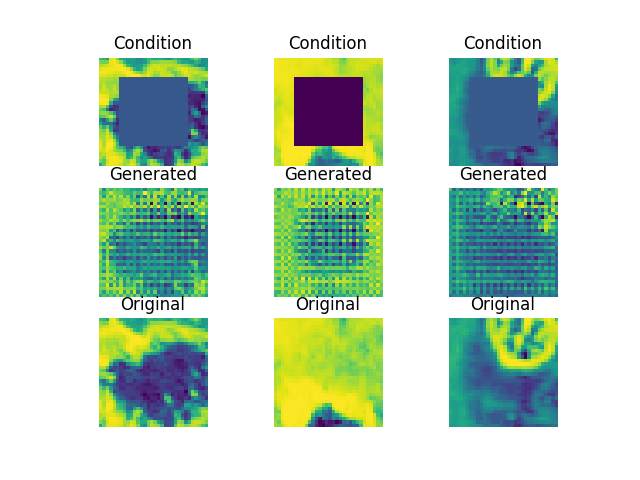 Condition Condition Condition
Generated Generated Generated
Original Original Original